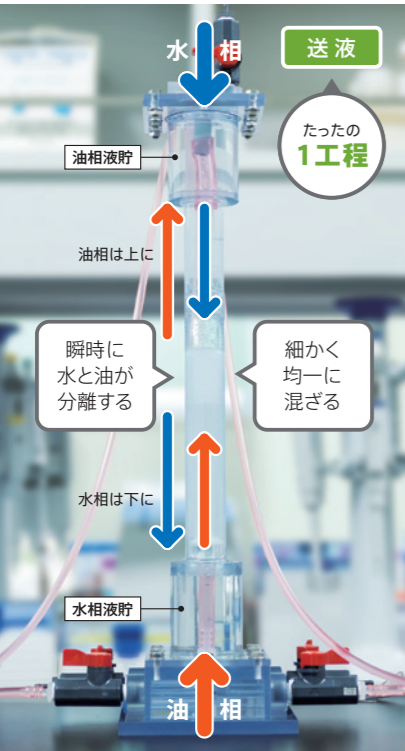 水相
送液
たったの
1工程
油相液貯
油相は上に
瞬時に
水と油が
分離する
細かく
均一に
混ざる
水相は下に
水相液貯
油相